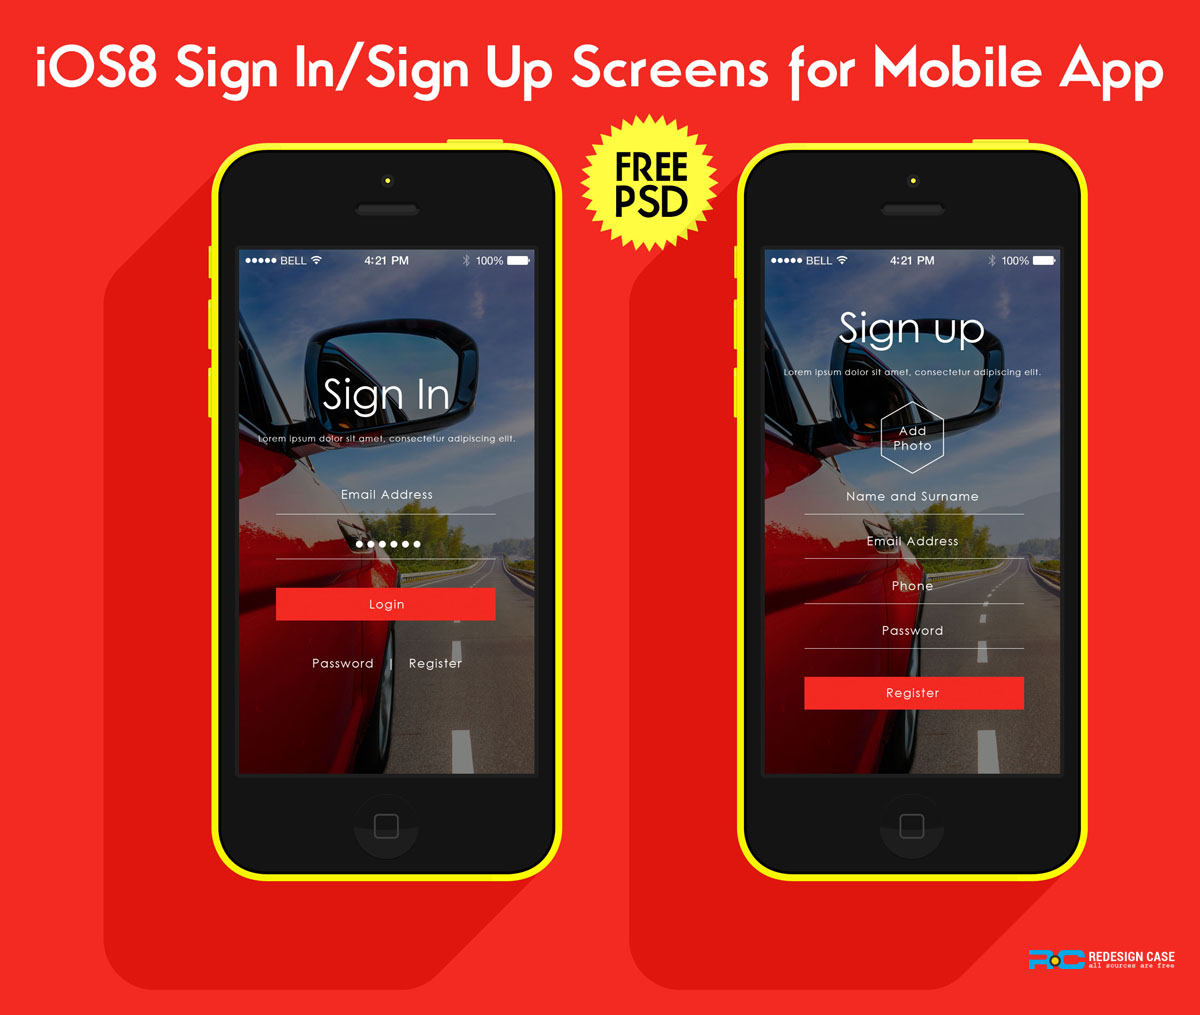 iOS8 Sign In/Sign Up Screens for Mobile App
FREE
PSD
BELL 4:21 PM 100%
Sign In
Lorem ipsum dolor sit amet, consectetur adipiscing elit.
Email Address
Login
Password | Register
BELL 4:21 PM 100%
Sign up
Lorem ipsum dolor sit amet, consectetur adipiscing elit.
Add
Photo
Name and Surname
Email Address
Phone
Password
Register
RC REDESIGN CASE
all sources are free